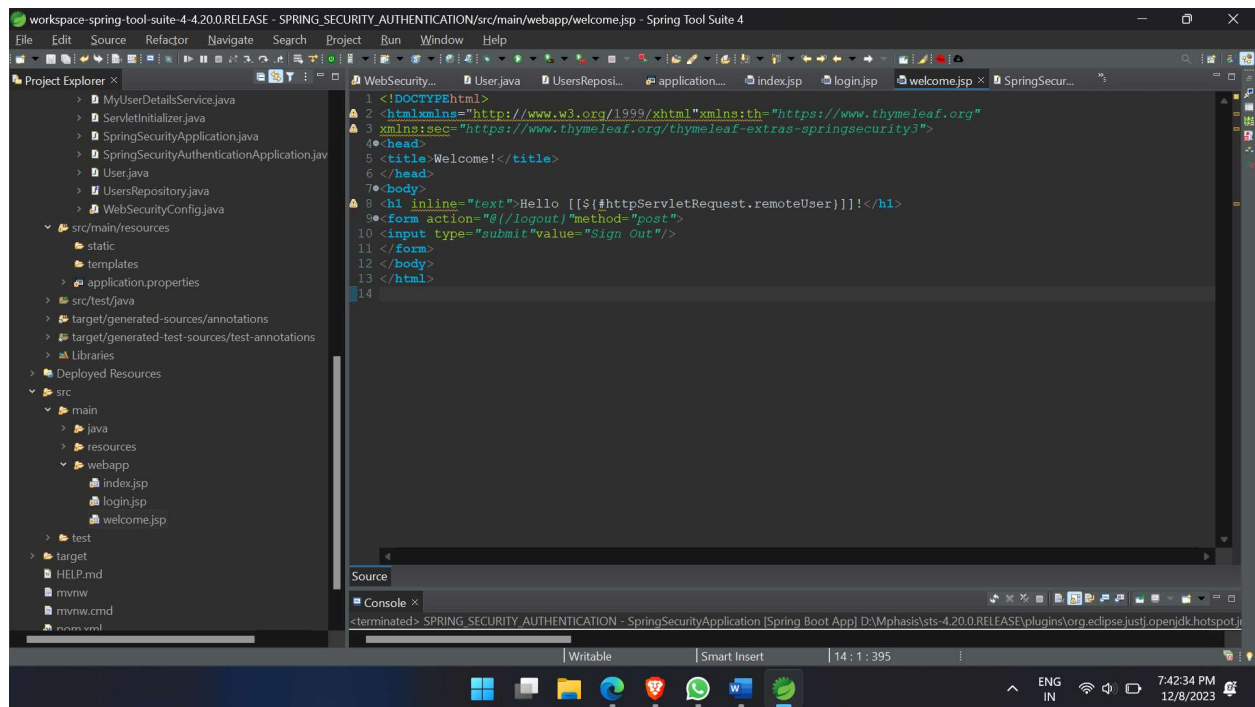 workspace-spring-tool-suite-4-4.20.0.RELEASE - SPRING_SECURITY_AUTHENTICATION/src/main/webapp/welcome.jsp - Spring Tool Suite 4
File Edit Source Refactor Navigate Search Project Run Window Help
Project Explorer ×
WebSecurity... User.java UsersReposi... application.... index.jsp login.jsp welcome.jsp × SpringSecur... »5
MyUserDetailsService.java
ServletInitializer.java
SpringSecurityApplication.java
SpringSecurityAuthenticationApplication.jav
User.java
UsersRepository.java
WebSecurityConfig.java
src/main/resources
static
templates
application.properties
src/test/java
target/generated-sources/annotations
target/generated-test-sources/test-annotations
Libraries
Deployed Resources
src
main
java
resources
webapp
index.jsp
login.jsp
welcome.jsp
test
target
HELP.md
mvnw
mvnw.cmd
pom.xml
1 <!DOCTYPEhtml>
2 <htmlxmlns="http://www.w3.org/1999/xhtml"xmlns:th="https://www.thymeleaf.org"
3 xmlns:sec="https://www.thymeleaf.org/thymeleaf-extras-springsecurity3">
4 <head>
5 <title>Welcome!</title>
6 </head>
7 <body>
8 <h1 inline="text">Hello [[${#httpServletRequest.remoteUser}]]!</h1>
9 <form action="@{/logout}"method="post">
10 <input type="submit"value="Sign Out"/>
11 </form>
12 </body>
13 </html>
14
Source
Console ×
<terminated> SPRING_SECURITY_AUTHENTICATION - SpringSecurityApplication [Spring Boot App] D:\Mphasis\sts-4.20.0.RELEASE\plugins\org.eclipse.justj.openjdk.hotspot.jr
Writable Smart Insert 14 : 1 : 395
ENG
IN
7:42:34 PM
12/8/2023